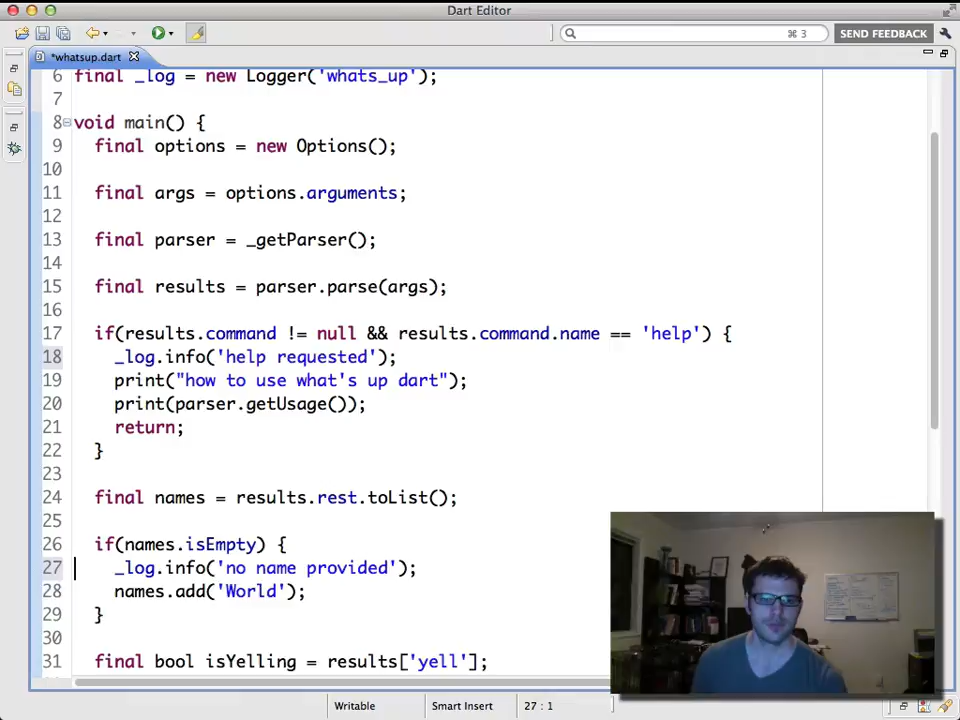 Dart Editor
⌘ 3
SEND FEEDBACK
*whatsup.dart
6 final _log = new Logger('whats_up');
7
8 void main() {
9 final options = new Options();
10
11 final args = options.arguments;
12
13 final parser = _getParser();
14
15 final results = parser.parse(args);
16
17 if(results.command != null && results.command.name == 'help') {
18 _log.info('help requested');
19 print("how to use what's up dart");
20 print(parser.getUsage());
21 return;
22 }
23
24 final names = results.rest.toList();
25
26 if(names.isEmpty) {
27 _log.info('no name provided');
28 names.add('World');
29 }
30
31 final bool isYelling = results['yell'];
Writable Smart Insert 27 : 1